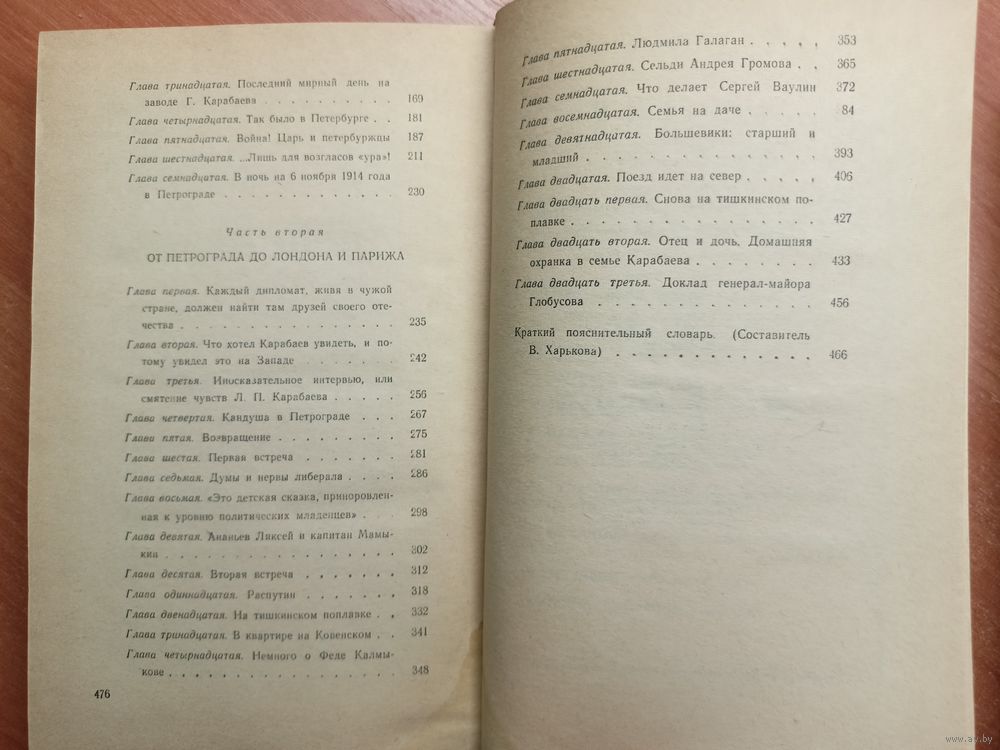 Глава тринадцатая. Последний мирный день на
заводе Г. Карабаева . . . . . . . . . . 169
Глава четырнадцатая. Так было в Петербурге . . 181
Глава пятнадцатая. Война! Царь и петербуржцы 187
Глава шестнадцатая. ...Лишь для возгласов «ура»! 211
Глава семнадцатая. В ночь на 6 ноября 1914 года
в Петрограде . . . . . . . . . . . . . 230
Часть вторая
ОТ ПЕТРОГРАДА ДО ЛОНДОНА И ПАРИЖА
Глава первая. Каждый дипломат, живя в чужой
стране, должен найти там друзей своего оте-
чества . . . . . . . . . . . . . . . . 235
Глава вторая. Что хотел Карабаев увидеть, и по-
тому увидел это на Западе . . . . . . . 242
Глава третья. Иносказательное интервью, или
смятение чувств Л. П. Карабаева . . . . . 256
Глава четвертая. Кандуша в Петрограде . . . 267
Глава пятая. Возвращение . . . . . . . . . 275
Глава шестая. Первая встреча . . . . . . . 281
Глава седьмая. Думы и нервы либерала . . . . 286
Глава восьмая. «Это детская сказка, приноровлен-
ная к уровню политических младенцев» . . . 298
Глава девятая. Ананьев Ляксей и капитан Мамы-
кин . . . . . . . . . . . . . . . . . 302
Глава десятая. Вторая встреча . . . . . . . 312
Глава одиннадцатая. Распутин . . . . . . . 318
Глава двенадцатая. На тишкинском поплавке . . 332
Глава тринадцатая. В квартире на Ковенском . . 341
Глава четырнадцатая. Немного о Феде Калмы-
кове . . . . . . . . . . . . . . . . . 348
476
Глава пятнадцатая. Людмила Галаган . . . . . 353
Глава шестнадцатая. Сельди Андрея Громова . . 365
Глава семнадцатая. Что делает Сергей Ваулин 372
Глава восемнадцатая. Семья на даче . . . . . 84
Глава девятнадцатая. Большевики: старший и
младший . . . . . . . . . . . . . . . 393
Глава двадцатая. Поезд идет на север . . . . . 406
Глава двадцать первая. Снова на тишкинском по-
плавке . . . . . . . . . . . . . . . . 427
Глава двадцать вторая. Отец и дочь. Домашняя
охранка в семье Карабаева . . . . . . . . 433
Глава двадцать третья. Доклад генерал-майора
Глобусова . . . . . . . . . . . . . . 456
Краткий пояснительный словарь. (Составитель
В. Харькова) . . . . . . . . . . . . . 466
www.ay.by